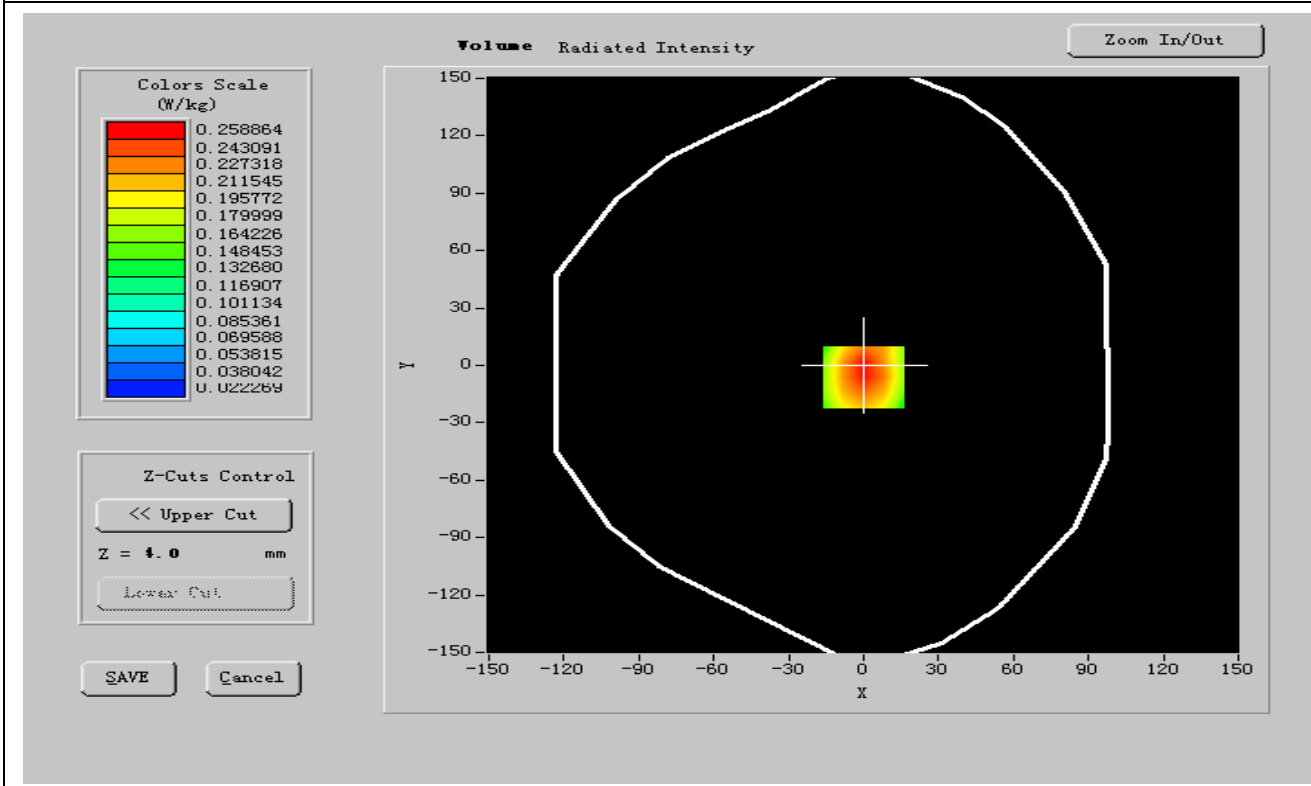 Volume Radiated Intensity
Zoom In/Out
Colors Scale
(W/kg)
0.258864
0.243091
0.227318
0.211545
0.195772
0.179999
0.164226
0.148453
0.132680
0.116907
0.101134
0.085361
0.069588
0.053815
0.038042
0.022269
Z-Cuts Control
<< Upper Cut
Z = 4.0 mm
Lower Cut
SAVE
Cancel
150
120
90
60
30
0
-30
-60
-90
-120
-150
Y
-150 -120 -90 -60 -30 0 30 60 90 120 150
X